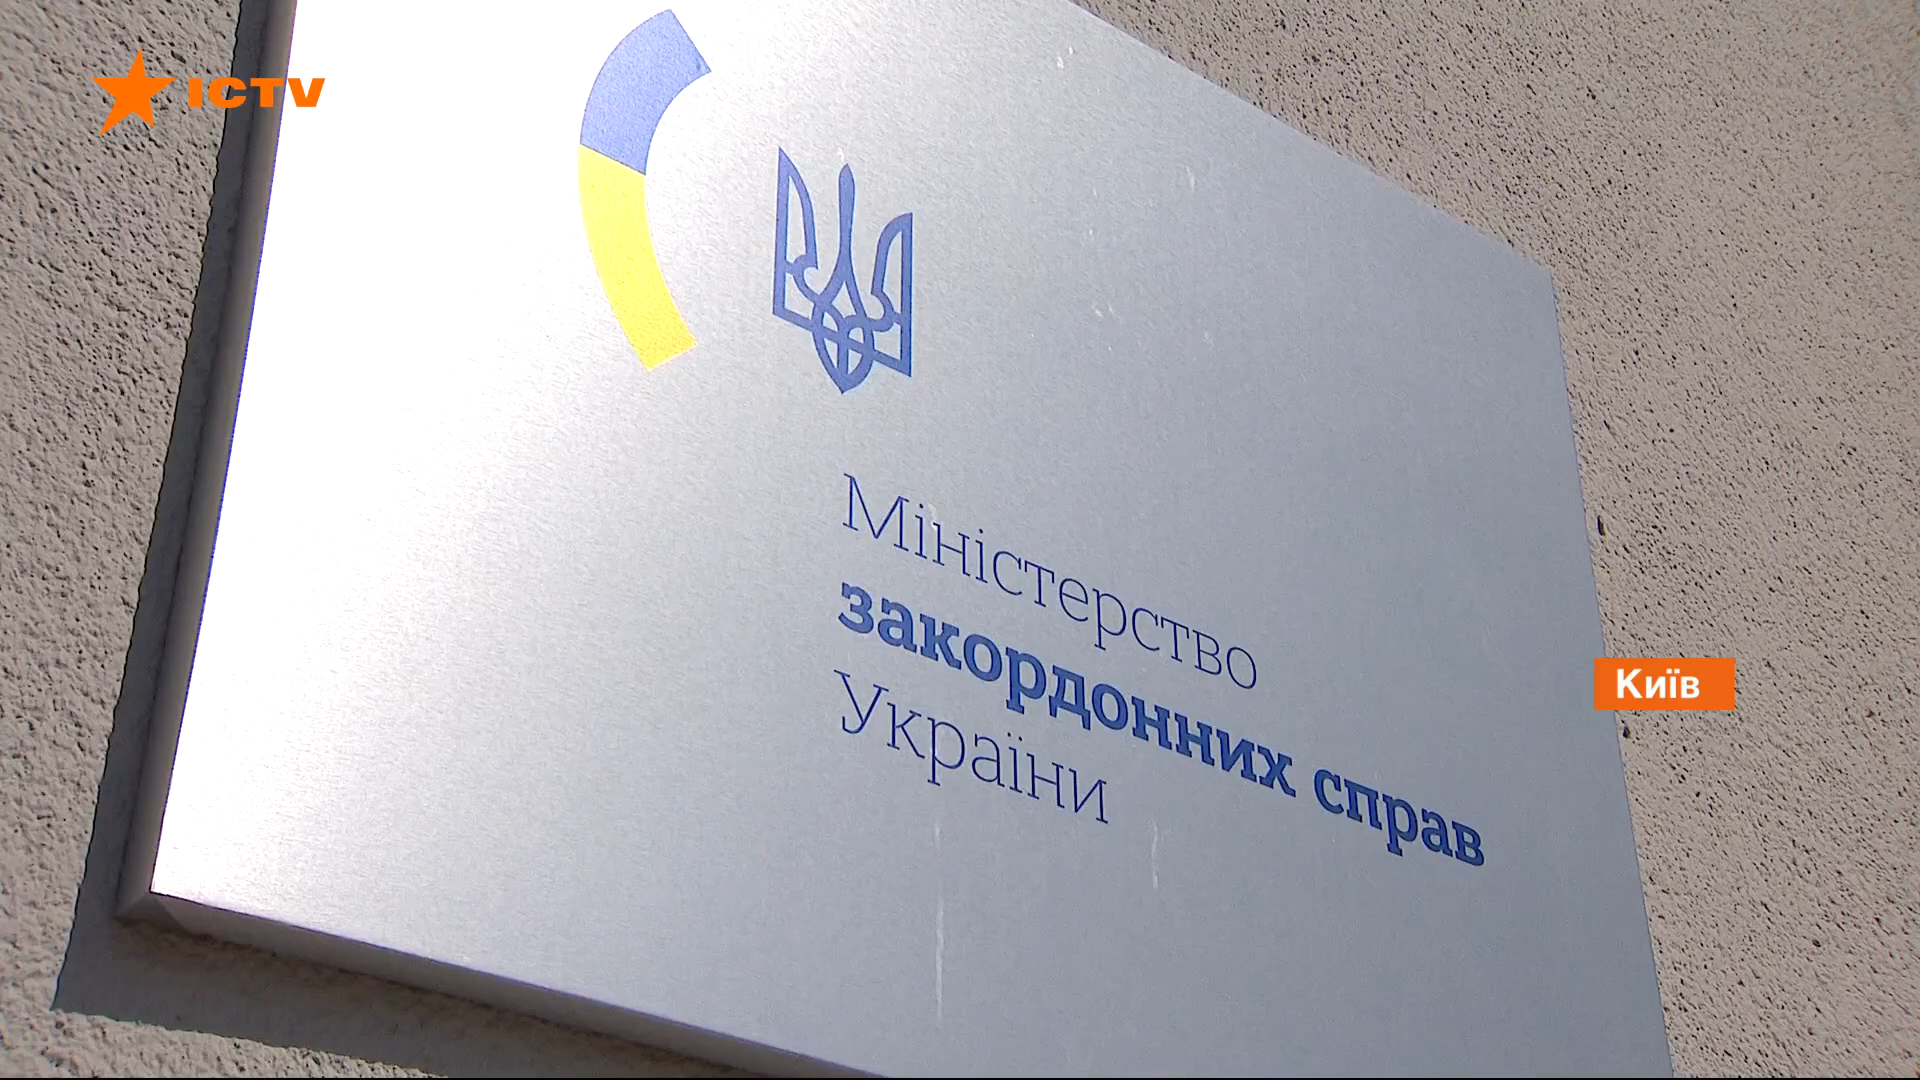 ICTV
Міністерство
закордонних справ
України
Київ